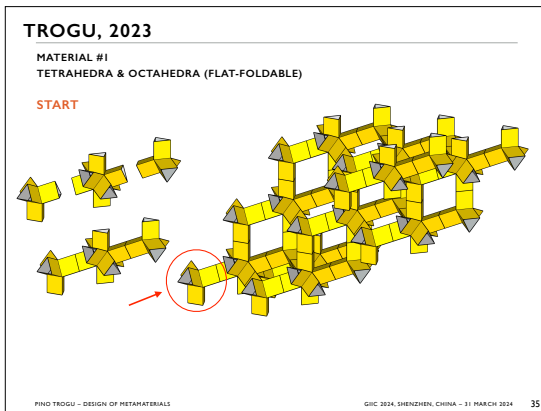 TROGU, 2023
MATERIAL #1
TETRAHEDRA & OCTAHEDRA (FLAT-FOLDABLE)
START
PINO TROGU – DESIGN OF METAMATERIALS
GIIC 2024, SHENZHEN, CHINA – 31 MARCH 2024 35